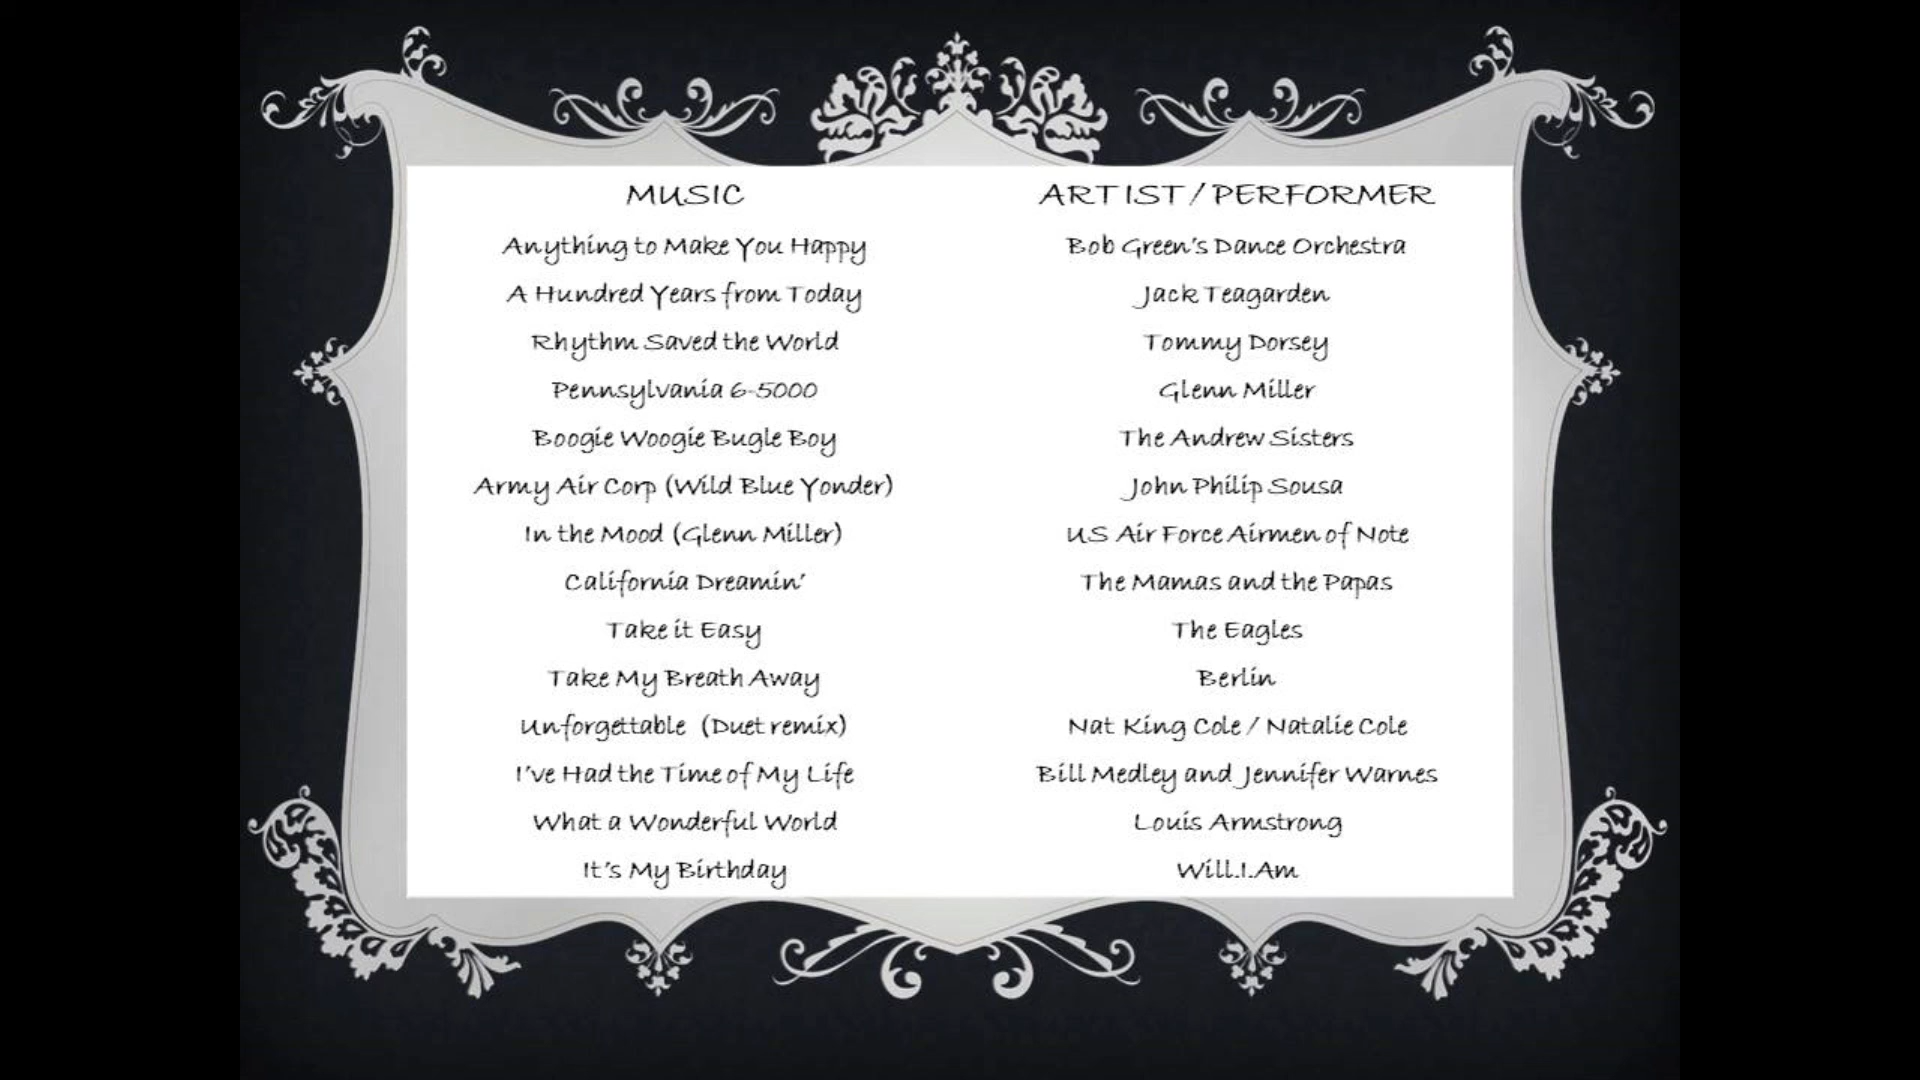 MUSIC ARTIST/PERFORMER
Anything to Make You Happy Bob Green's Dance Orchestra
A Hundred Years from Today Jack Teagarden
Rhythm Saved the World Tommy Dorsey
Pennsylvania 6-5000 Glenn Miller
Boogie Woogie Bugle Boy The Andrew Sisters
Army Air Corp (Wild Blue Yonder) John Philip Sousa
In the Mood (Glenn Miller) US Air Force Airmen of Note
California Dreamin' The Mamas and the Papas
Take it Easy The Eagles
Take My Breath Away Berlin
Unforgettable (Duet remix) Nat King Cole / Natalie Cole
I've Had the Time of My Life Bill Medley and Jennifer Warnes
What a Wonderful World Louis Armstrong
It's My Birthday Will.I.Am